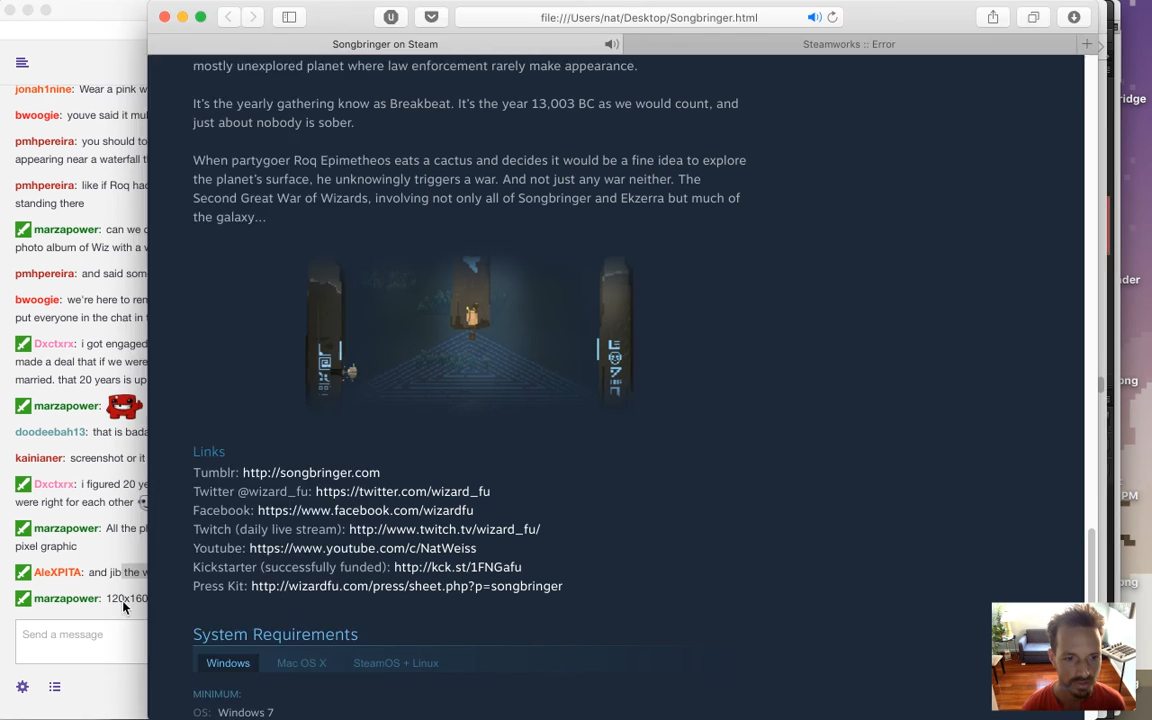 file:///Users/nat/Desktop/Songbringer.html
Songbringer on Steam
Steamworks :: Error
jonah1nine: Wear a pink w
bwoogie: youve said it mul
pmhpereira: you should to
appearing near a waterfall t
pmhpereira: like if Roq hac
standing there
marzapower: can we c
photo album of Wiz with a w
pmhpereira: and said som
bwoogie: we're here to ren
put everyone in the chat in t
Dxctxrx: i got engaged
made a deal that if we were
married. that 20 years is up
marzapower:
doodeebah13: that is bada
kainianer: screenshot or it
Dxctxrx: i figured 20 ye
were right for each other
marzapower: All the pl
pixel graphic
AleXPITA: and jib the w
marzapower: 120x160
Send a message
mostly unexplored planet where law enforcement rarely make appearance.
It's the yearly gathering know as Breakbeat. It's the year 13,003 BC as we would count, and
just about nobody is sober.
When partygoer Roq Epimetheos eats a cactus and decides it would be a fine idea to explore
the planet's surface, he unknowingly triggers a war. And not just any war neither. The
Second Great War of Wizards, involving not only all of Songbringer and Ekzerra but much of
the galaxy...
Links
Tumblr: http://songbringer.com
Twitter @wizard_fu: https://twitter.com/wizard_fu
Facebook: https://www.facebook.com/wizardfu
Twitch (daily live stream): http://www.twitch.tv/wizard_fu/
Youtube: https://www.youtube.com/c/NatWeiss
Kickstarter (successfully funded): http://kck.st/1FNGafu
Press Kit: http://wizardfu.com/press/sheet.php?p=songbringer
System Requirements
Windows Mac OS X SteamOS + Linux
MINIMUM:
OS: Windows 7
ridge
nder
ong
PM
ong